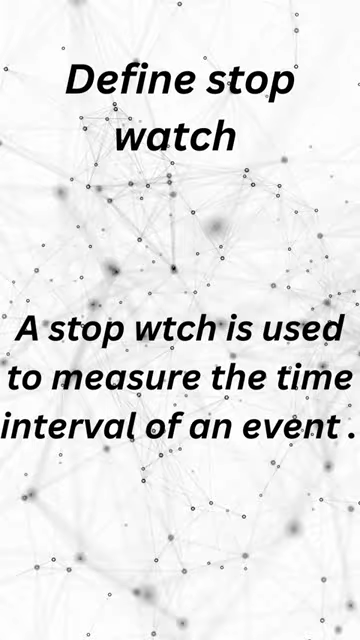 Define stop
watch
A stop wtch is used
to measure the time
interval of an event .